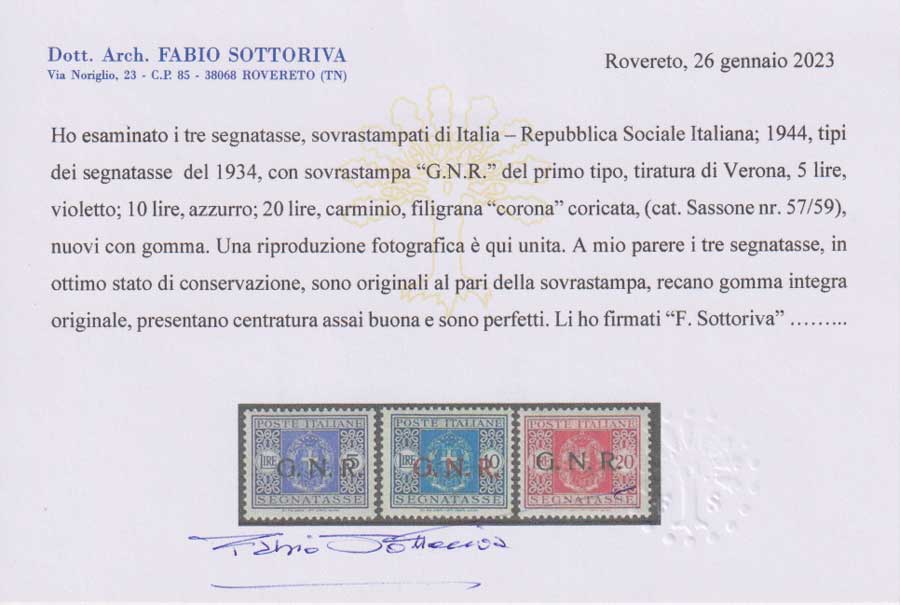 Dott. Arch. FABIO SOTTORIVA
Via Noriglio, 23 - C.P. 85 - 38068 ROVERETO (TN)
Rovereto, 26 gennaio 2023
Ho esaminato i tre segnatasse, sovrastampati di Italia – Repubblica Sociale Italiana; 1944, tipi
dei segnatasse del 1934, con sovrastampa “G.N.R.” del primo tipo, tiratura di Verona, 5 lire,
violetto; 10 lire, azzurro; 20 lire, carminio, filigrana “corona” coricata, (cat. Sassone nr. 57/59),
nuovi con gomma. Una riproduzione fotografica è qui unita. A mio parere i tre segnatasse, in
ottimo stato di conservazione, sono originali al pari della sovrastampa, recano gomma integra
originale, presentano centratura assai buona e sono perfetti. Li ho firmati “F. Sottoriva” ………
POSTE ITALIANE POSTE ITALIANE POSTE ITALIANE
LIRE 5 LIRE 10 20
G.N.R. G.N.R. G.N.R.
SEGNATASSE SEGNATASSE SEGNATASSE
F S
Fabio Sottoriva